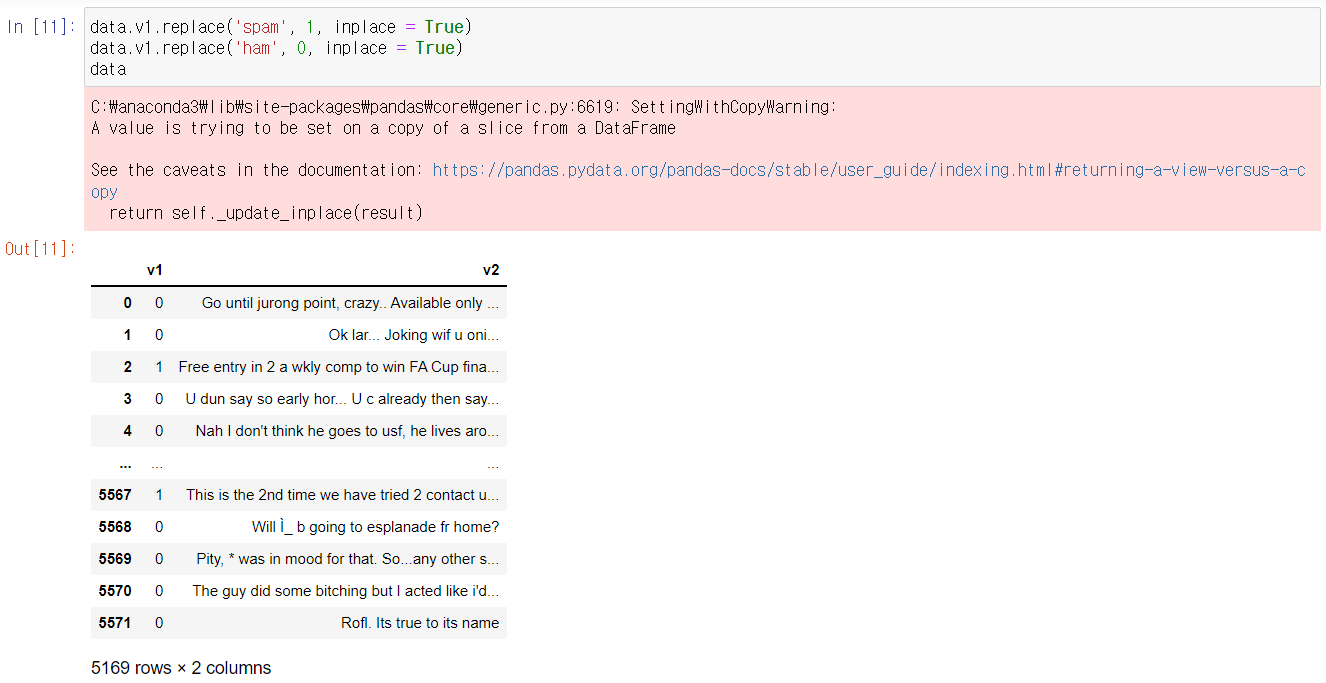 In [11]: data.v1.replace('spam', 1, inplace = True)
data.v1.replace('ham', 0, inplace = True)
data
C:₩anaconda3₩lib₩site-packages₩pandas₩core₩generic.py:6619: SettingWithCopyWarning:
A value is trying to be set on a copy of a slice from a DataFrame
See the caveats in the documentation: https://pandas.pydata.org/pandas-docs/stable/user_guide/indexing.html#returning-a-view-versus-a-c
opy
return self._update_inplace(result)
Out[11]:
v1 v2
0 0 Go until jurong point, crazy.. Available only ...
1 0 Ok lar... Joking wif u oni...
2 1 Free entry in 2 a wkly comp to win FA Cup fina...
3 0 U dun say so early hor... U c already then say...
4 0 Nah I don't think he goes to usf, he lives aro...
... ... ...
5567 1 This is the 2nd time we have tried 2 contact u...
5568 0 Will Ì_ b going to esplanade fr home?
5569 0 Pity, * was in mood for that. So...any other s...
5570 0 The guy did some bitching but I acted like i'd...
5571 0 Rofl. Its true to its name
5169 rows × 2 columns